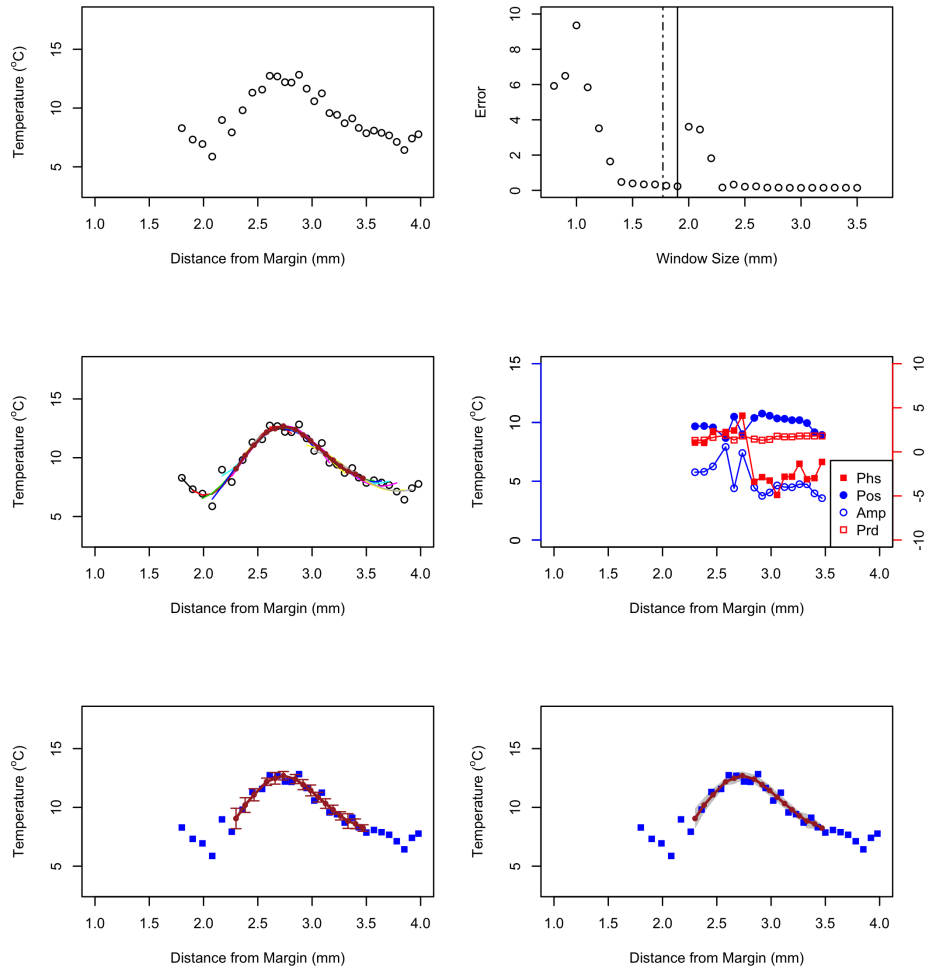 Temperature (°C)
15
10
5
1.0 1.5 2.0 2.5 3.0 3.5 4.0
Distance from Margin (mm)
Error
10
8
6
4
2
0
1.0 1.5 2.0 2.5 3.0 3.5
Window Size (mm)
Temperature (°C)
15
10
5
1.0 1.5 2.0 2.5 3.0 3.5 4.0
Distance from Margin (mm)
Temperature (°C)
15
10
5
0
10
5
0
-5
-10
Phs
Pos
Amp
Prd
1.0 1.5 2.0 2.5 3.0 3.5 4.0
Distance from Margin (mm)
Temperature (°C)
15
10
5
1.0 1.5 2.0 2.5 3.0 3.5 4.0
Distance from Margin (mm)
Temperature (°C)
15
10
5
1.0 1.5 2.0 2.5 3.0 3.5 4.0
Distance from Margin (mm)